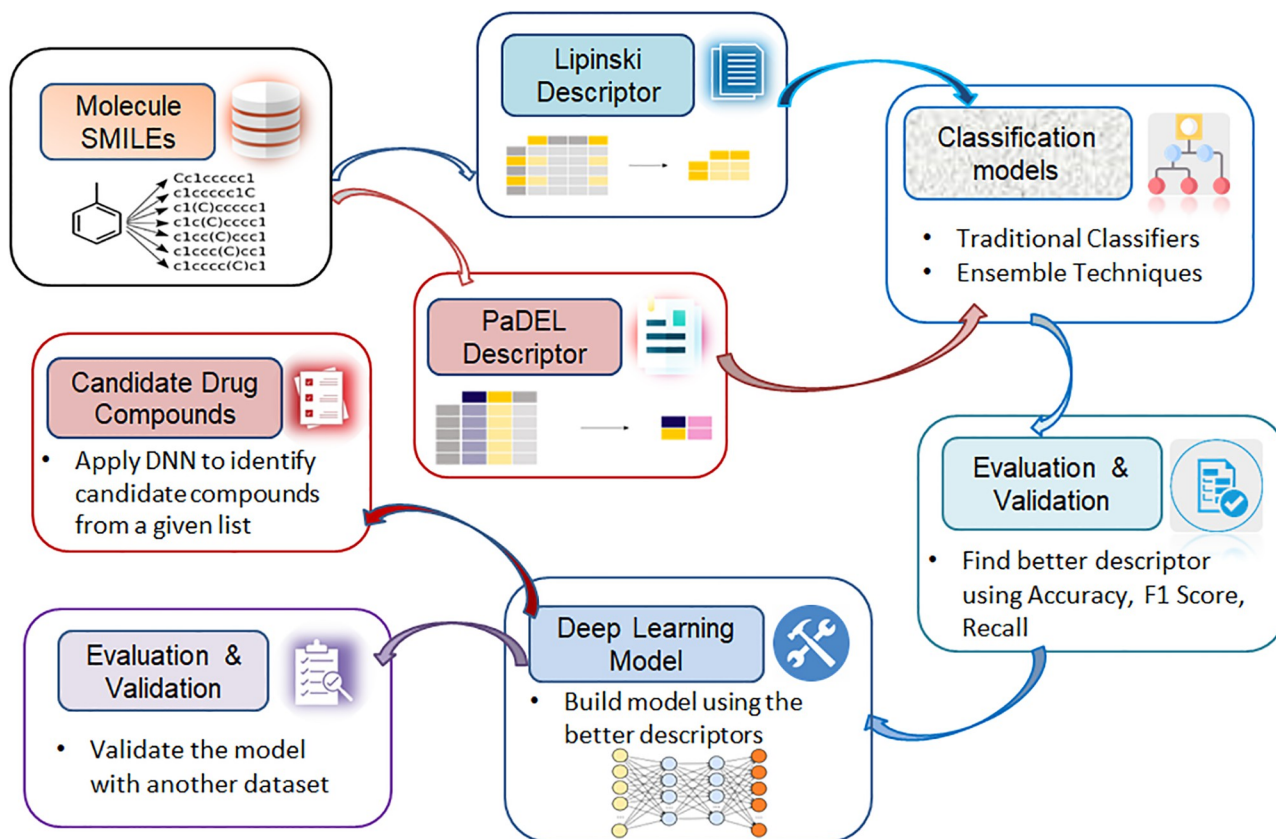 Molecule
SMILEs
Cc1ccccc1
c1ccccc1C
c1(C)ccccc1
c1c(C)cccc1
c1cc(C)ccc1
c1ccc(C)cc1
c1cccc(C)c1
Lipinski
Descriptor
PaDEL
Descriptor
Classification
models
• Traditional Classifiers
• Ensemble Techniques
Evaluation &
Validation
• Find better descriptor
using Accuracy, F1 Score,
Recall
Deep Learning
Model
• Build model using the
better descriptors
Candidate Drug
Compounds
• Apply DNN to identify
candidate compounds
from a given list
Evaluation &
Validation
• Validate the model
with another dataset